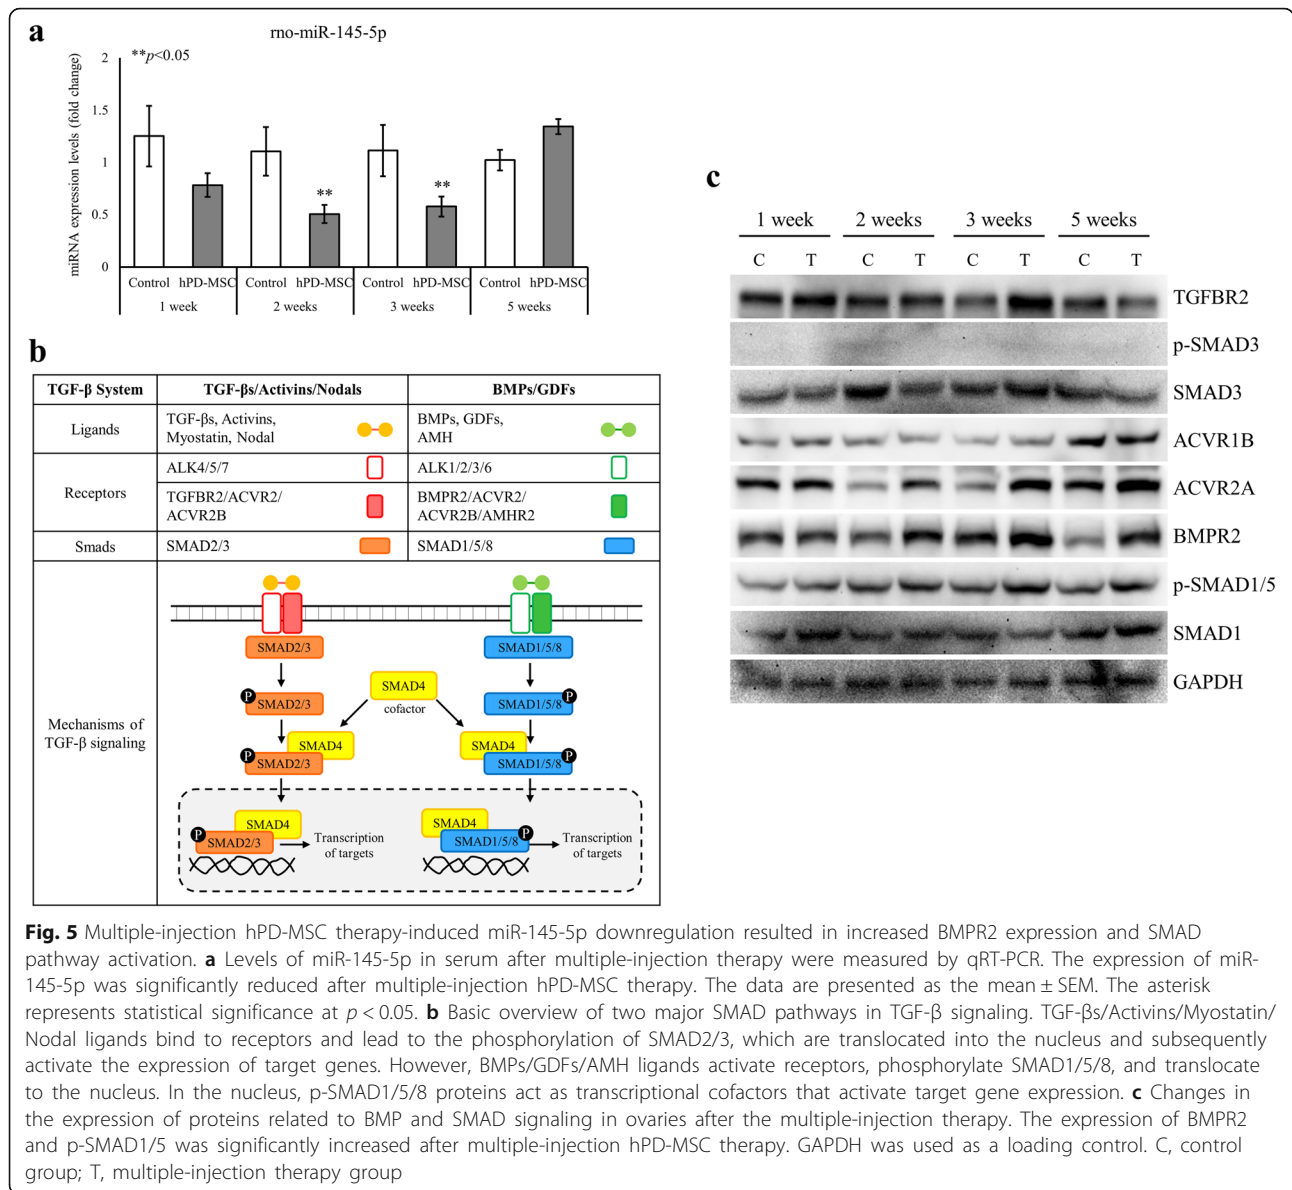 a
rno-miR-145-5p
**p<0.05
miRNA expression levels (fold change)
2
1.5
1
0.5
0
**
**
Control hPD-MSC Control hPD-MSC Control hPD-MSC Control hPD-MSC
1 week 2 weeks 3 weeks 5 weeks
b
TGF-β System TGF-βs/Activins/Nodals BMPs/GDFs
Ligands
TGF-βs, Activins,
Myostatin, Nodal
BMPs, GDFs,
AMH
Receptors
ALK4/5/7 ALK1/2/3/6
TGFBR2/ACVR2/
ACVR2B
BMPR2/ACVR2/
ACVR2B/AMHR2
Smads SMAD2/3 SMAD1/5/8
Mechanisms of
TGF-β signaling
SMAD2/3 SMAD1/5/8
SMAD4
cofactor
P SMAD2/3 SMAD1/5/8 P
SMAD4 SMAD4
P SMAD2/3 SMAD1/5/8 P
SMAD4 SMAD4
P SMAD2/3 SMAD1/5/8 P
Transcription
of targets
Transcription
of targets
c
1 week 2 weeks 3 weeks 5 weeks
C T C T C T C T
TGFBR2
p-SMAD3
SMAD3
ACVR1B
ACVR2A
BMPR2
p-SMAD1/5
SMAD1
GAPDH
Fig. 5 Multiple-injection hPD-MSC therapy-induced miR-145-5p downregulation resulted in increased BMPR2 expression and SMAD
pathway activation. a Levels of miR-145-5p in serum after multiple-injection therapy were measured by qRT-PCR. The expression of miR-
145-5p was significantly reduced after multiple-injection hPD-MSC therapy. The data are presented as the mean ± SEM. The asterisk
represents statistical significance at p < 0.05. b Basic overview of two major SMAD pathways in TGF-β signaling. TGF-βs/Activins/Myostatin/
Nodal ligands bind to receptors and lead to the phosphorylation of SMAD2/3, which are translocated into the nucleus and subsequently
activate the expression of target genes. However, BMPs/GDFs/AMH ligands activate receptors, phosphorylate SMAD1/5/8, and translocate
to the nucleus. In the nucleus, p-SMAD1/5/8 proteins act as transcriptional cofactors that activate target gene expression. c Changes in
the expression of proteins related to BMP and SMAD signaling in ovaries after the multiple-injection therapy. The expression of BMPR2
and p-SMAD1/5 was significantly increased after multiple-injection hPD-MSC therapy. GAPDH was used as a loading control. C, control
group; T, multiple-injection therapy group